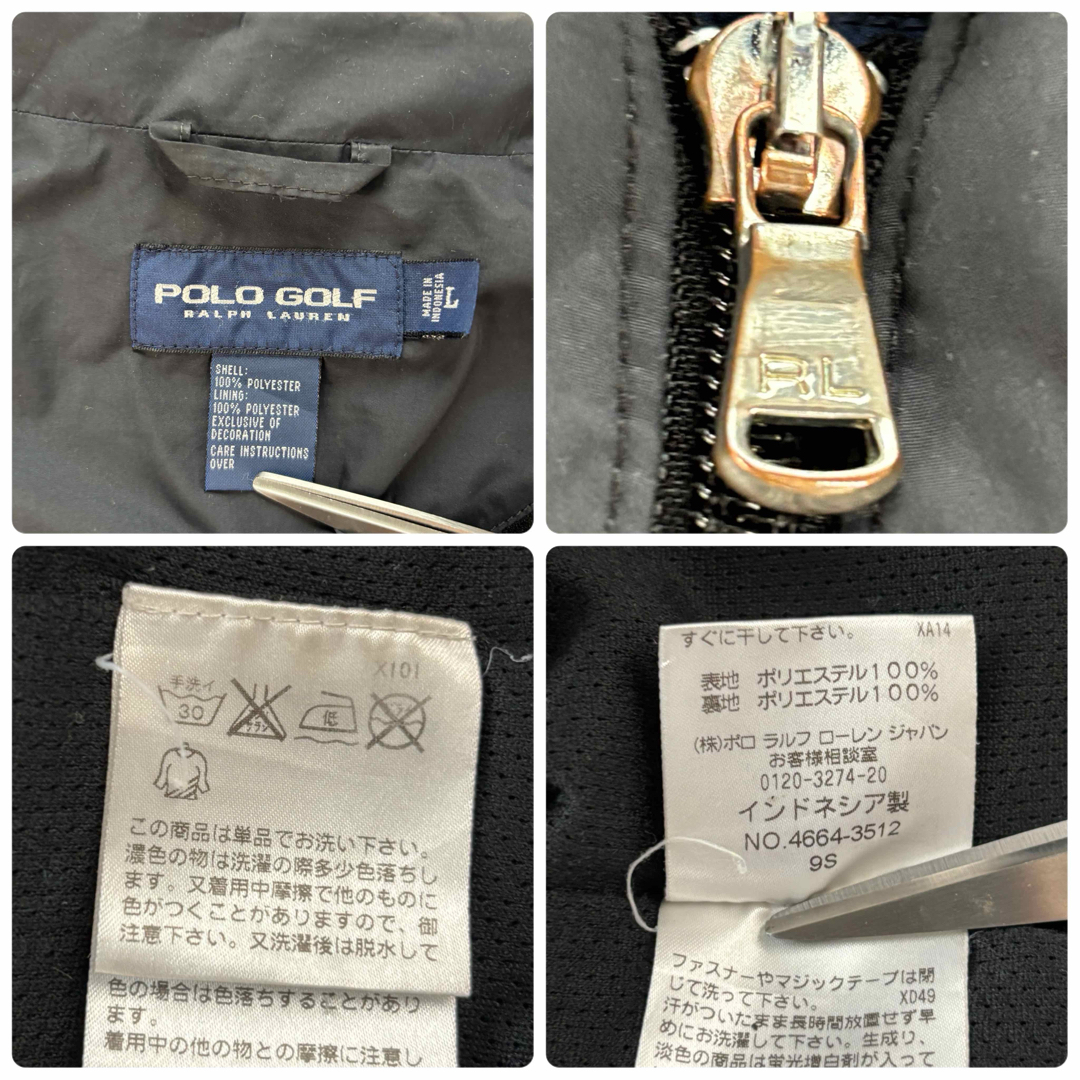 POLO GOLF
RALPH LAUREN
MADE IN
INDONESIA
L
SHELL:
100% POLYESTER
LINING:
100% POLYESTER
EXCLUSIVE OF
DECORATION
CARE INSTRUCTIONS
OVER
RL
X101
手洗イ
30
低
この商品は単品でお洗い下さい。
濃色の物は洗濯の際多少色落ちし
ます。又着用中摩擦で他のものに
色がつくことがありますので、御
注意下さい。又洗濯後は脱水して
色の場合は色落ちすることがあり
ます。
着用中の他の物との摩擦に注意し
すぐに干して下さい。 XA14
表地 ポリエステル100%
裏地 ポリエステル100%
(株)ポロ ラルフ ローレン ジャパン
お客様相談室
0120-3274-20
インドネシア製
NO.4664-3512
9S
ファスナーやマジックテープは閉
じて洗って下さい。 XD49
汗がついたまま長時間放置せず早
めにお洗濯して下さい。生成り、
淡色の商品は蛍光増白剤が入って